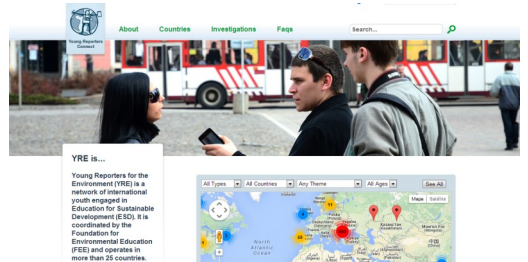 Young Reporters
Connect
About Countries Investigations Faqs
Search...
YRE is...
Young Reporters for the
Environment (YRE) is a
network of international
youth engaged in
Education for Sustainable
Development (ESD). It is
coordinated by the
Foundation for
Environmental Education
(FEE) and operates in
more than 25 countries.
All Types All Countries Any Theme All Ages See All
Maps Satellite
North
Atlantic
Ocean